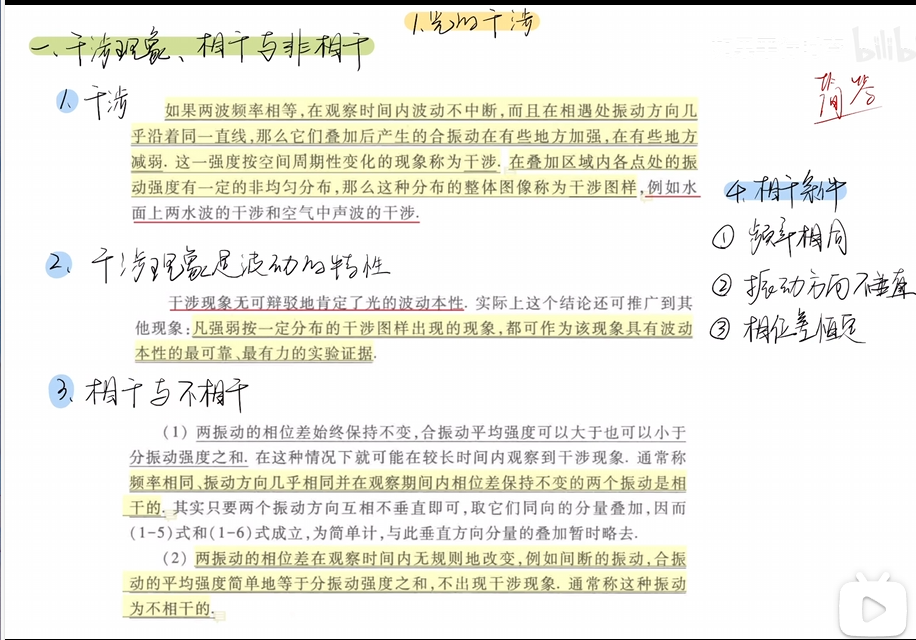 1.光的干涉
一、干涉现象、相干与非相干
bilibili
简答
1. 干涉
如果两波频率相等,在观察时间内波动不中断,而且在相遇处振动方向几
乎沿着同一直线,那么它们叠加后产生的合振动在有些地方加强,在有些地方
减弱. 这一强度按空间周期性变化的现象称为干涉. 在叠加区域内各点处的振
动强度有一定的非均匀分布,那么这种分布的整体图像称为干涉图样,例如水
面上两水波的干涉和空气中声波的干涉.
2. 干涉现象是波动的特性
干涉现象无可辩驳地肯定了光的波动本性. 实际上这个结论还可推广到其
他现象:凡强弱按一定分布的干涉图样出现的现象,都可作为该现象具有波动
本性的最可靠、最有力的实验证据.
3. 相干与不相干
(1) 两振动的相位差始终保持不变,合振动平均强度可以大于也可以小于
分振动强度之和. 在这种情况下就可能在较长时间内观察到干涉现象. 通常称
频率相同、振动方向几乎相同并在观察期间内相位差保持不变的两个振动是相
干的. 其实只要两个振动方向互相不垂直即可,取它们同向的分量叠加,因而
(1-5)式和(1-6)式成立,为简单计,与此垂直方向分量的叠加暂时略去.
(2) 两振动的相位差在观察时间内无规则地改变,例如间断的振动,合振
动的平均强度简单地等于分振动强度之和,不出现干涉现象. 通常称这种振动
为不相干的.
4. 相干条件
① 频率相同
② 振动方向不垂直
③ 相位差恒定